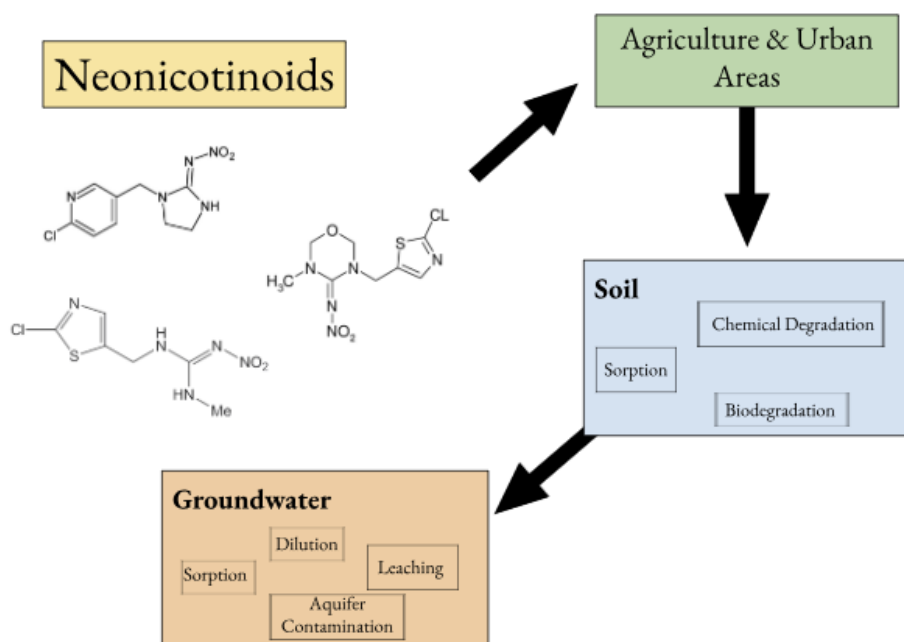 Neonicotinoids
Agriculture & Urban
Areas
N
N
N
NO₂
NH
Cl
O
N
N
H₃C
N
NO₂
S
CL
N
N
Cl
S
H
N
N
NO₂
HN
Me
Soil
Chemical Degradation
Sorption
Biodegradation
Groundwater
Dilution
Sorption
Leaching
Aquifer
Contamination